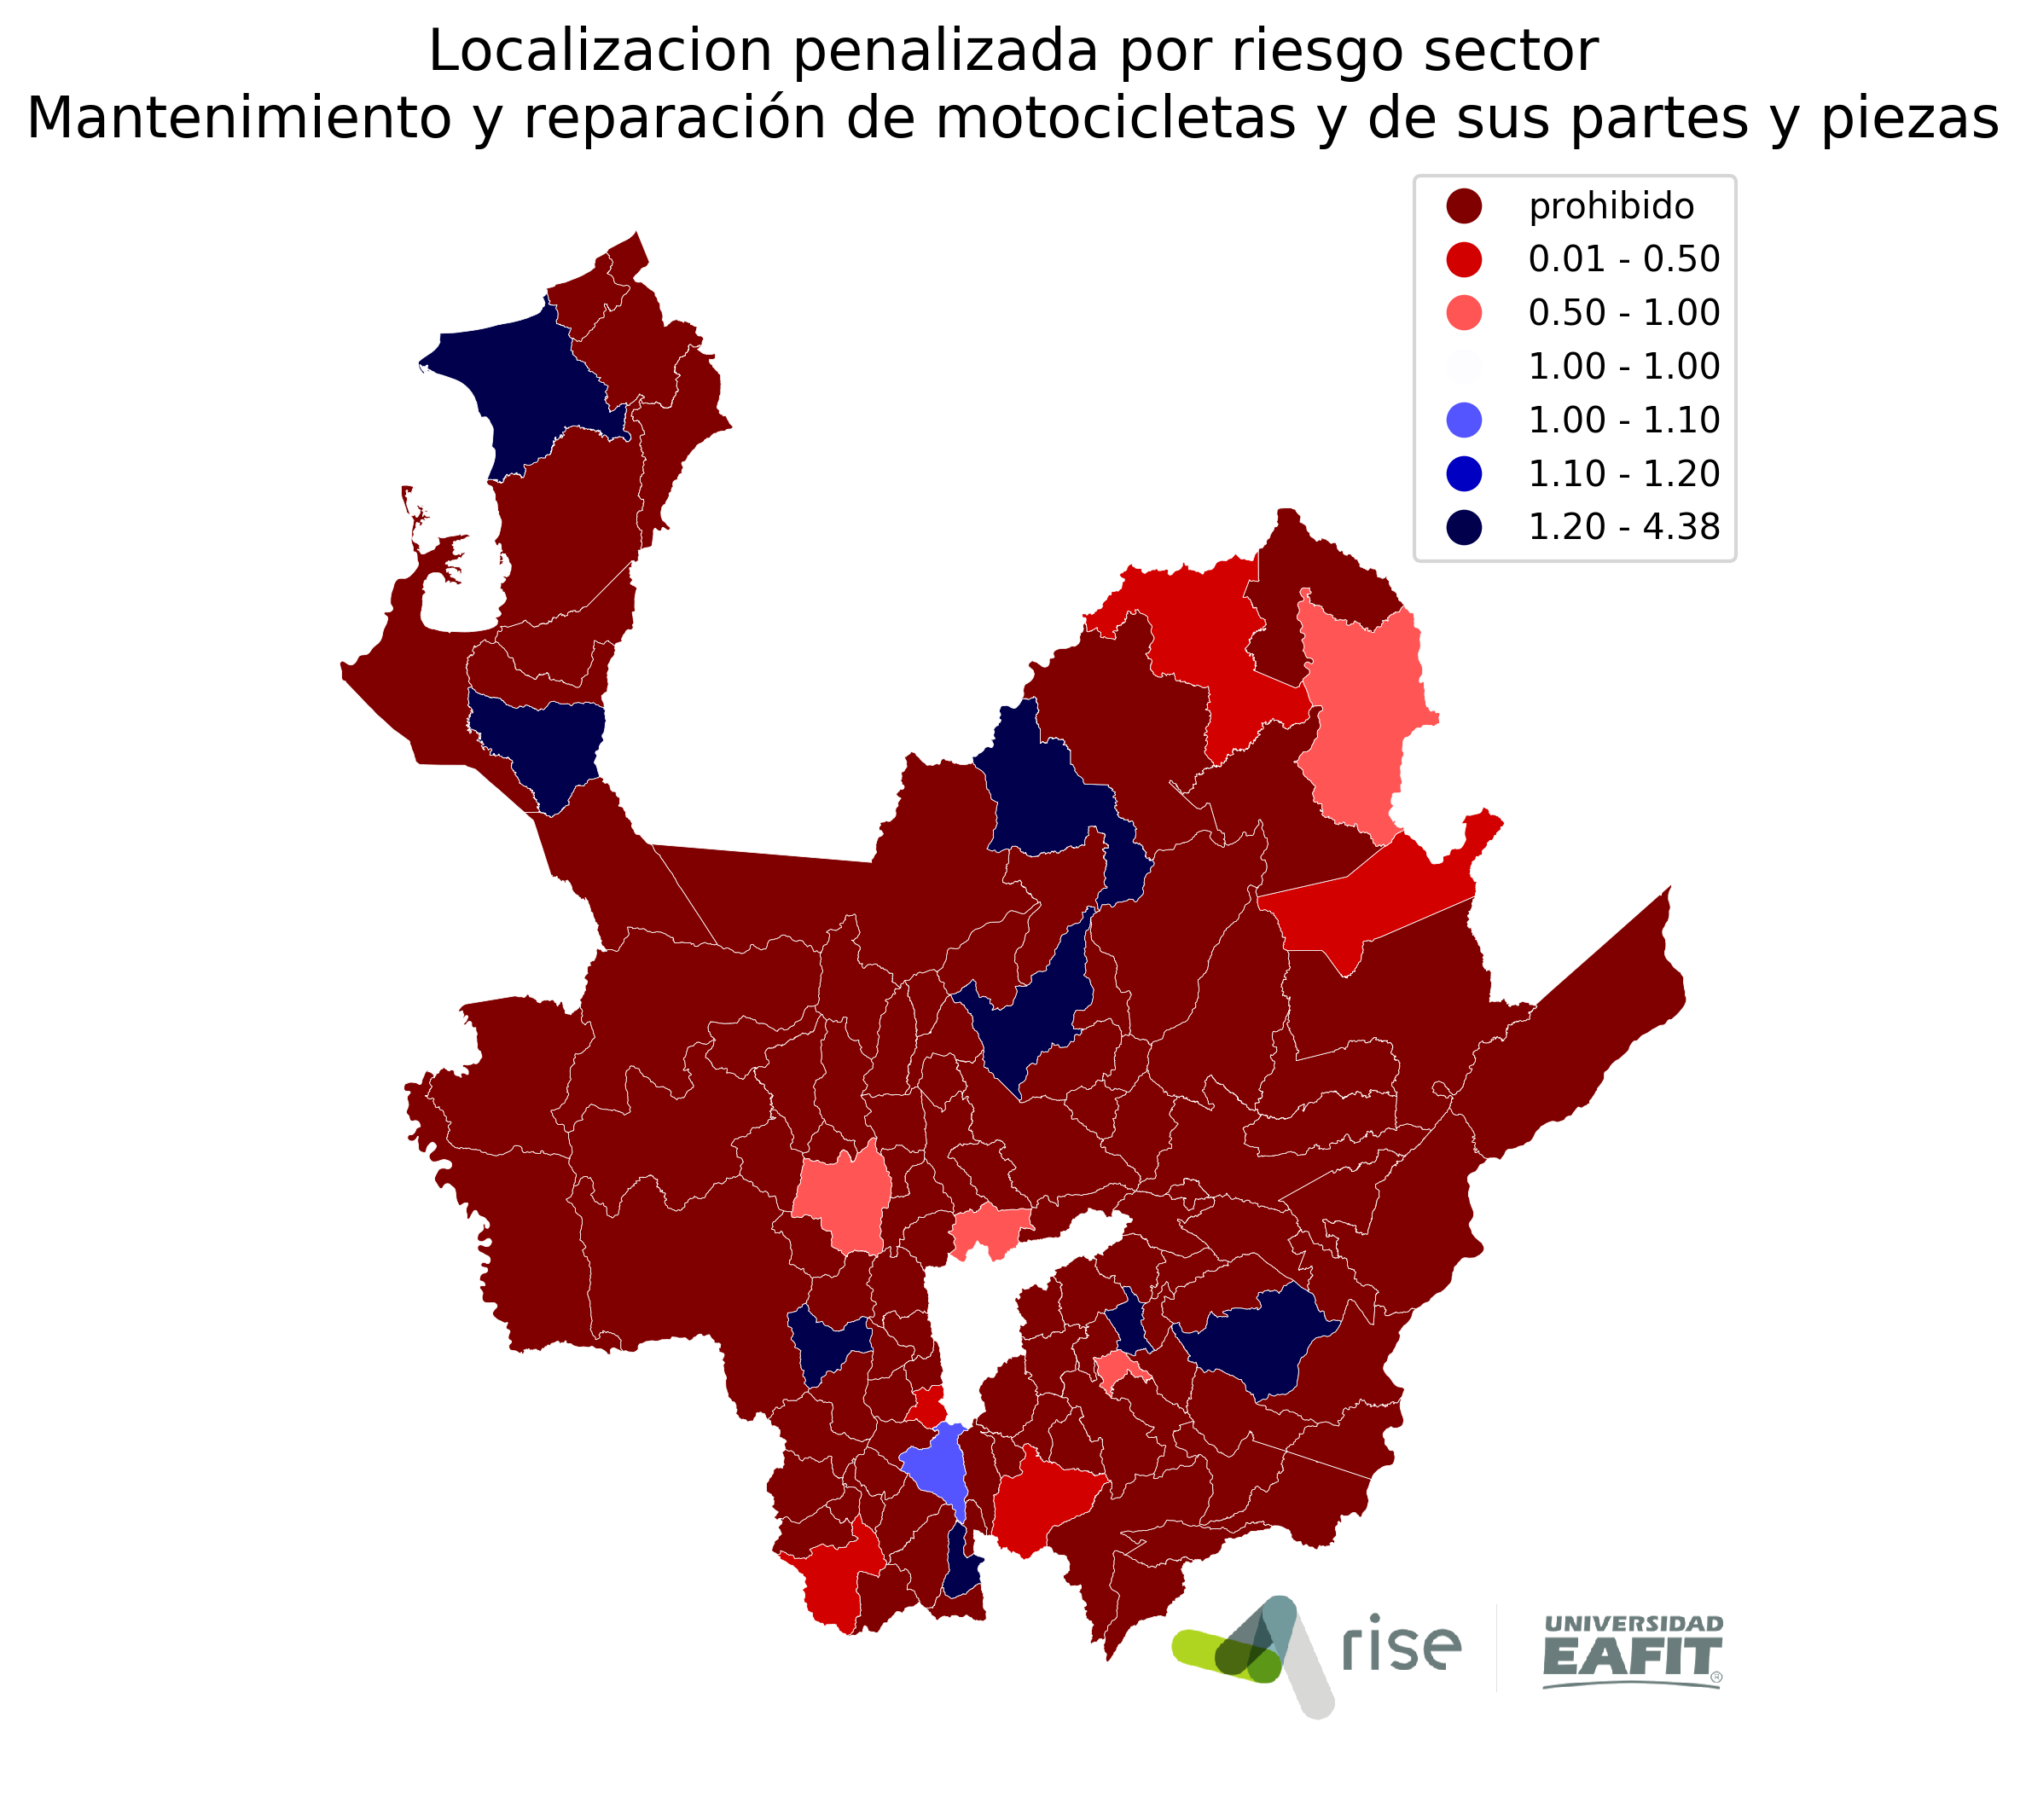 Localizacion penalizada por riesgo sector
Mantenimiento y reparación de motocicletas y de sus partes y piezas
prohibido
0.01 - 0.50
0.50 - 1.00
1.00 - 1.00
1.00 - 1.10
1.10 - 1.20
1.20 - 4.38
rise
UNIVERSIDAD
EAFIT®